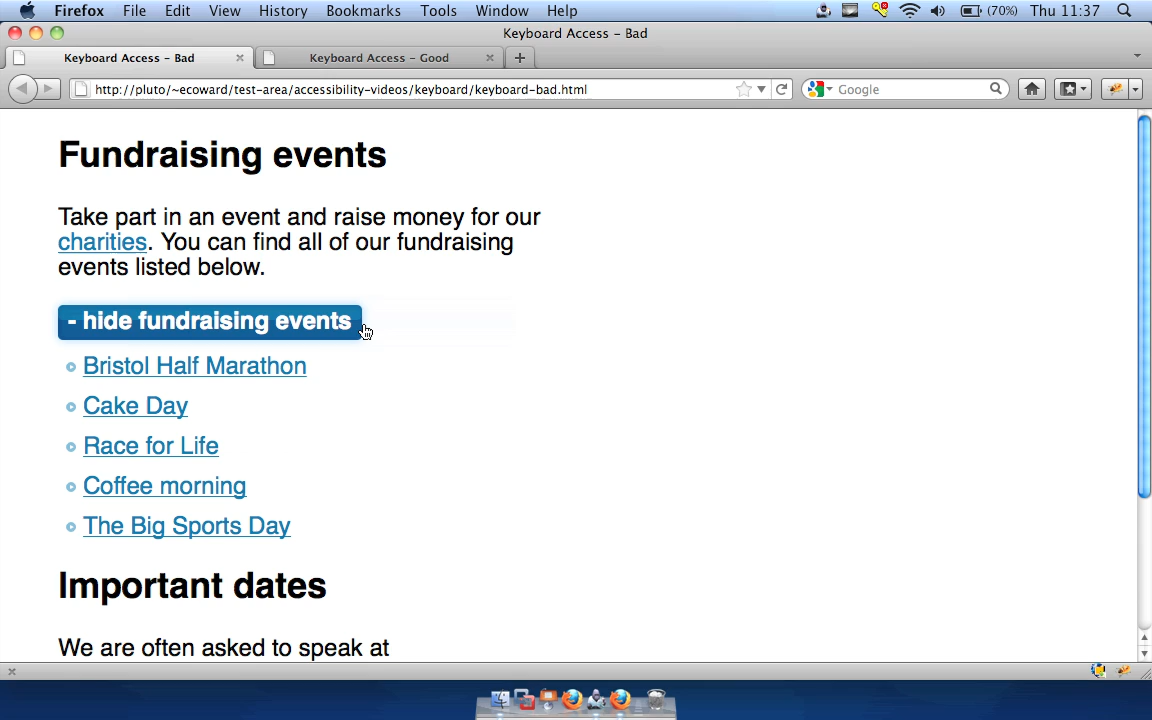 Firefox File Edit View History Bookmarks Tools Window Help (70%) Thu 11:37
Keyboard Access – Bad
Keyboard Access – Bad Keyboard Access – Good
http://pluto/~ecoward/test-area/accessibility-videos/keyboard/keyboard-bad.html Google
Fundraising events
Take part in an event and raise money for our
charities. You can find all of our fundraising
events listed below.
- hide fundraising events
Bristol Half Marathon
Cake Day
Race for Life
Coffee morning
The Big Sports Day
Important dates
We are often asked to speak at